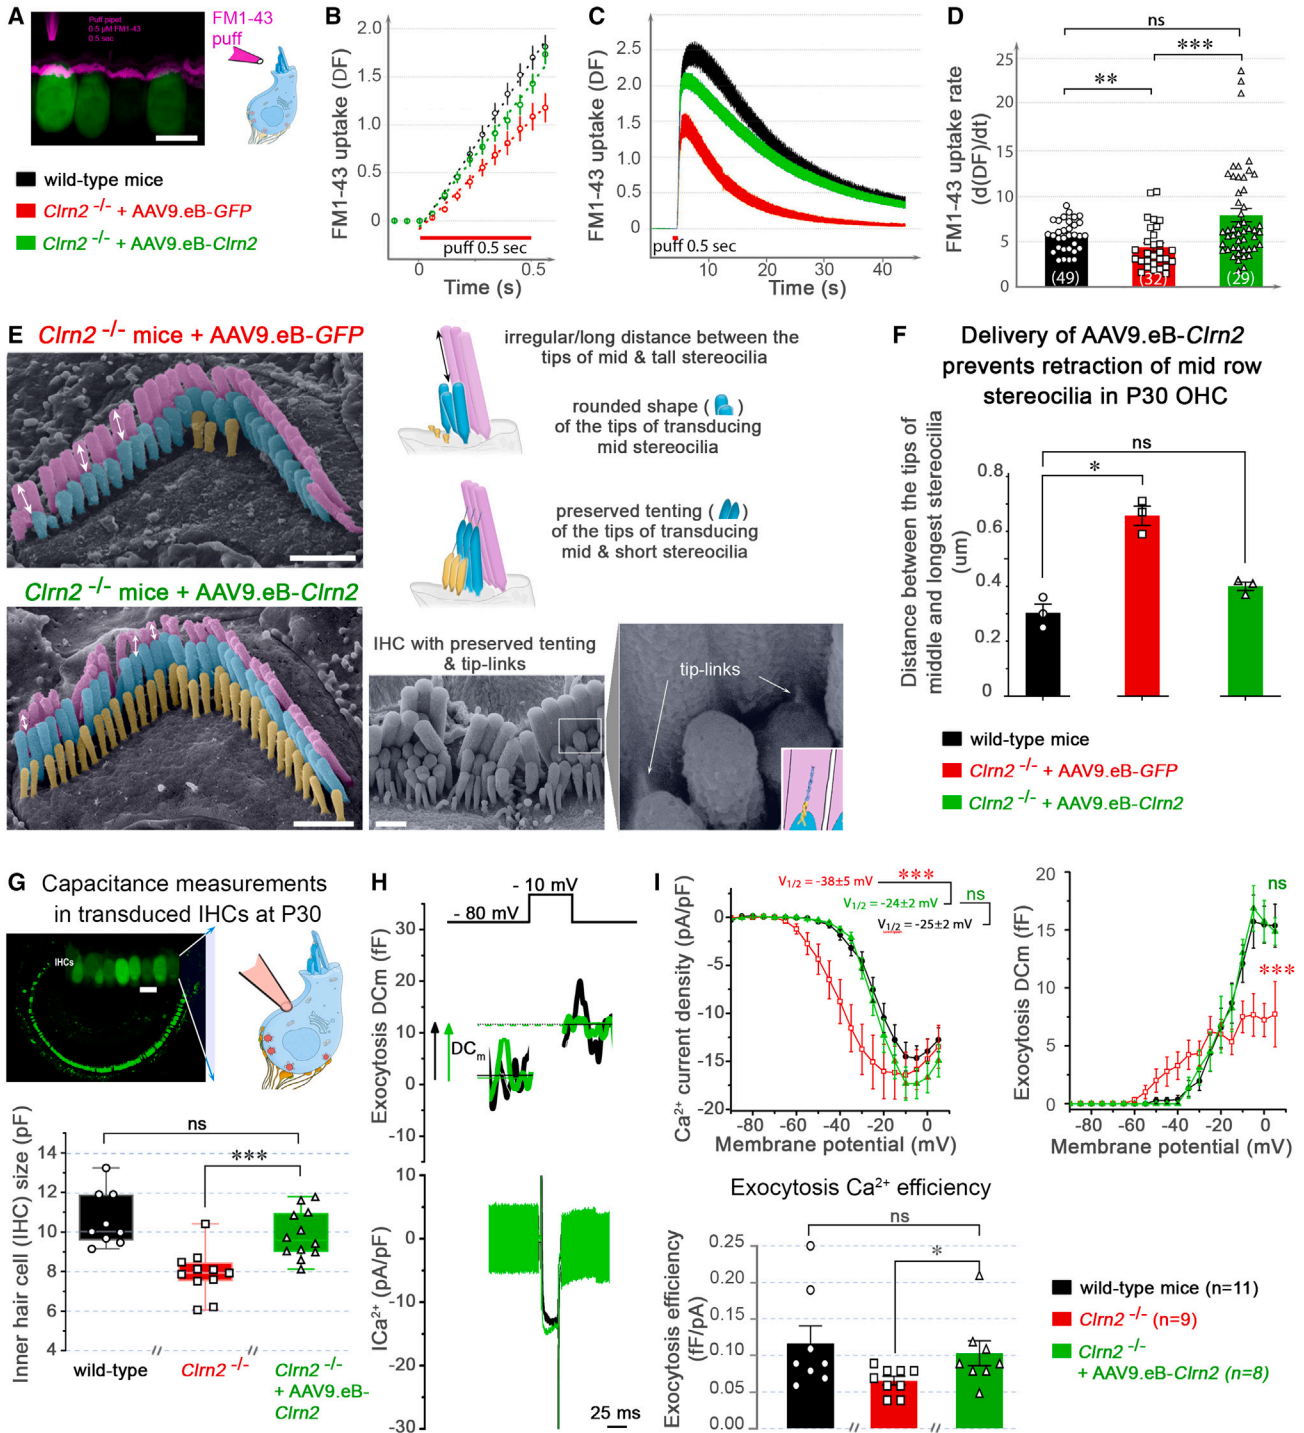 A
Puff pipet
0.5 µM FM1-43
0.5 sec
FM1-43
puff
wild-type mice
Clrn2 -/- + AAV9.eB-GFP
Clrn2 -/- + AAV9.eB-Clrn2
B
FM1-43 uptake (DF)
2.0
1.5
1.0
0.5
0
puff 0.5 sec
0
0.5
Time (s)
C
FM1-43 uptake (DF)
2.5
2.0
1.5
1.0
0.5
0
puff 0.5 sec
10
20
30
40
Time (s)
D
ns
***
**
FM1-43 uptake rate
(d(DF)/dt)
25
20
15
10
5
0
(49)
(32)
(29)
E
Clrn2 -/- mice + AAV9.eB-GFP
irregular/long distance between the
tips of mid & tall stereocilia
rounded shape ( )
of the tips of transducing
mid stereocilia
preserved tenting ( )
of the tips of transducing
mid & short stereocilia
Clrn2 -/- mice + AAV9.eB-Clrn2
IHC with preserved tenting
& tip-links
tip-links
F
Delivery of AAV9.eB-Clrn2
prevents retraction of mid row
stereocilia in P30 OHC
ns
*
Distance between the tips of
middle and longest stereocilia
(um)
0.8
0.6
0.4
0.2
0
wild-type mice
Clrn2 -/- + AAV9.eB-GFP
Clrn2 -/- + AAV9.eB-Clrn2
G
Capacitance measurements
in transduced IHCs at P30
IHCs
ns
***
Inner hair cell (IHC) size (pF)
14
12
10
8
6
4
wild-type
Clrn2 -/-
Clrn2 -/-
+ AAV9.eB-
Clrn2
H
- 10 mV
- 80 mV
Exocytosis DCm (fF)
30
20
10
0
-10
DCm
ICa2+ (pA/pF)
10
0
-10
-20
-30
25 ms
I
V1/2 = -38±5 mV
***
V1/2 = -24±2 mV
ns
V1/2 = -25±2 mV
Ca2+ current density (pA/pF)
0
-5
-10
-15
-20
-80
-60
-40
-20
0
Membrane potential (mV)
Exocytosis DCm (fF)
20
15
10
5
0
ns
***
-80
-60
-40
-20
0
Membrane potential (mV)
Exocytosis Ca2+ efficiency
ns
*
Exocytosis efficiency
(fF/pA)
0.25
0.20
0.15
0.10
0.05
0.00
wild-type mice (n=11)
Clrn2 -/- (n=9)
Clrn2 -/-
+ AAV9.eB-Clrn2 (n=8)